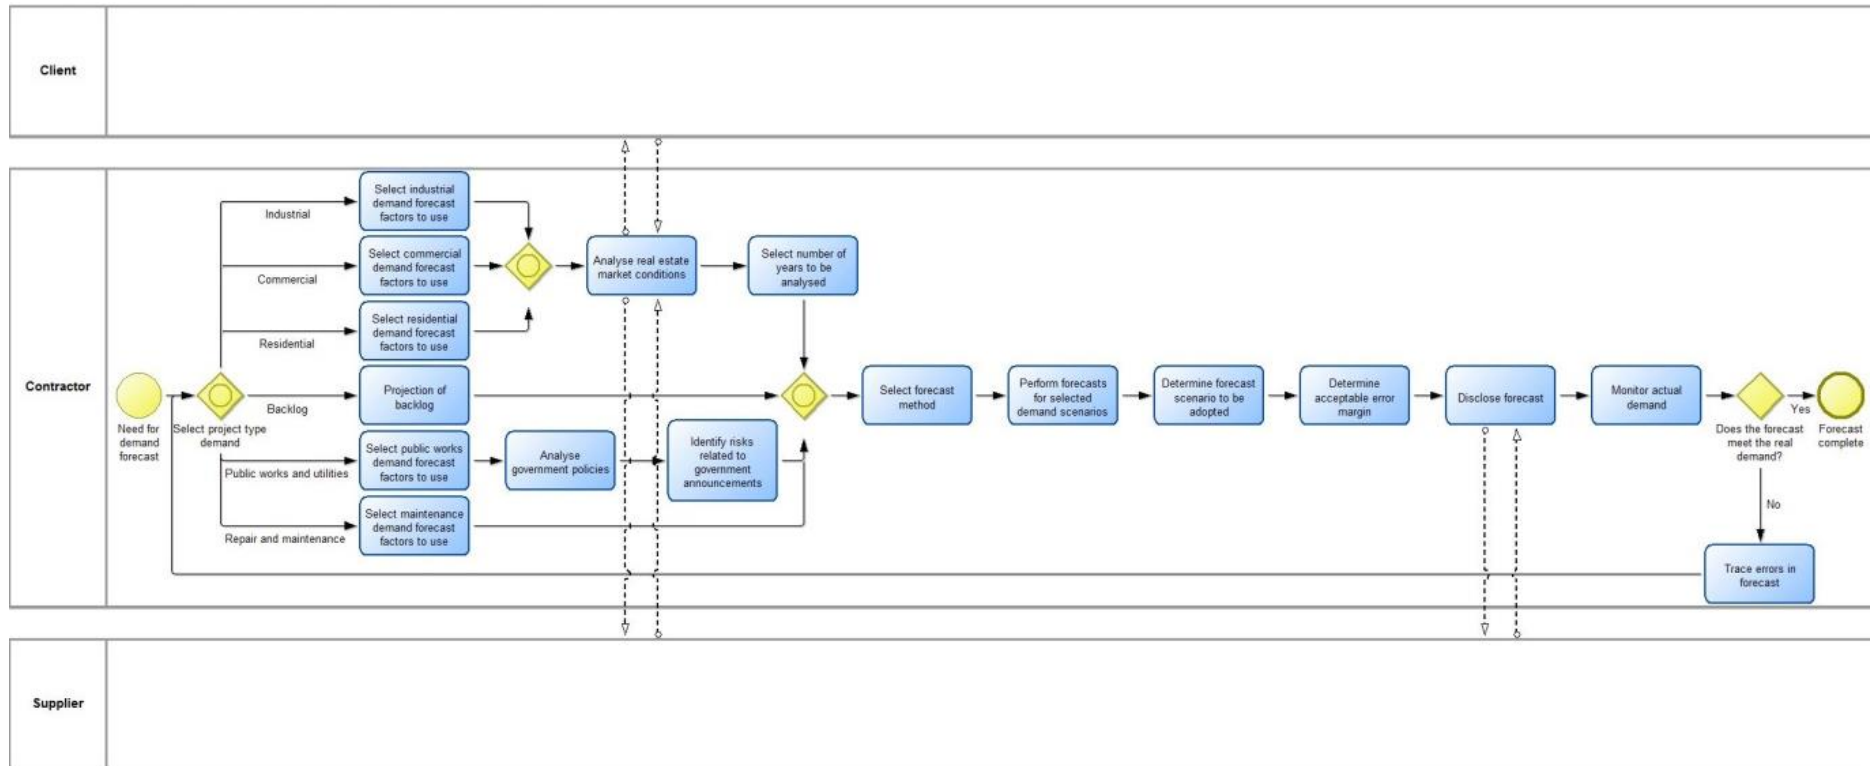 Client
Contractor
Supplier
Need for
demand
forecast
Select project type
demand
Industrial
Commercial
Residential
Backlog
Public works and utilities
Repair and maintenance
Select industrial
demand forecast
factors to use
Select commercial
demand forecast
factors to use
Select residential
demand forecast
factors to use
Projection of
backlog
Select public works
demand forecast
factors to use
Select maintenance
demand forecast
factors to use
Analyse
government policies
Identify risks
related to
government
announcements
Analyse real estate
market conditions
Select number of
years to be
analysed
Select forecast
method
Perform forecasts
for selected
demand scenarios
Determine forecast
scenario to be
adopted
Determine
acceptable error
margin
Disclose forecast
Monitor actual
demand
Does the forecast
meet the real
demand?
Yes
No
Forecast
complete
Trace errors in
forecast